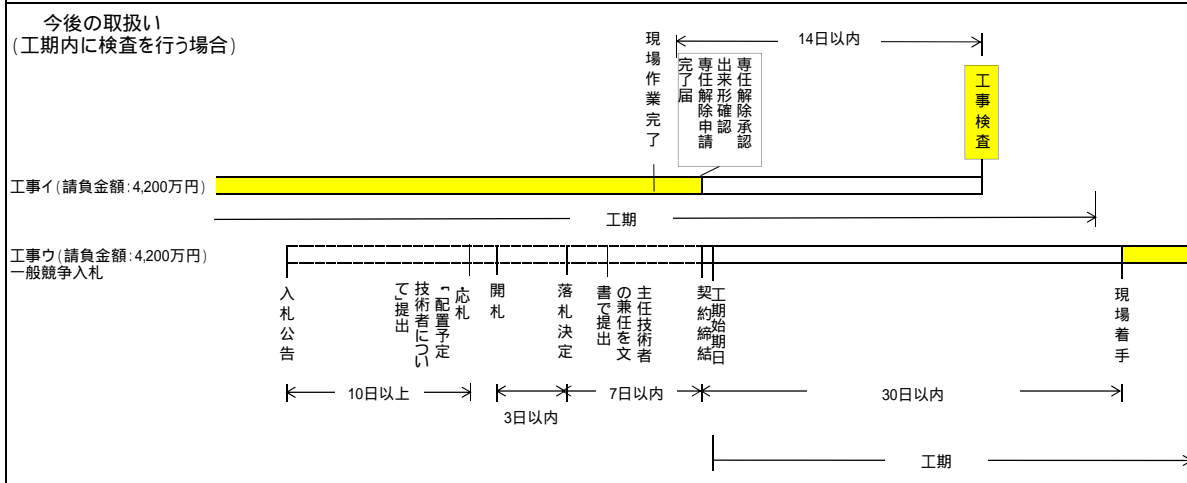 今後の取扱い
(工期内に検査を行う場合)
現場作業完了
14日以内
専任解除承認
出来形確認
専任解除申請
完了届
工事検査
工事イ(請負金額:4,200万円)
工期
工事ウ(請負金額:4,200万円)
一般競争入札
入札公告
・応札
・「配置予定
技術者につい
て」提出
開札
落札決定
主任技術者
の兼任を文
書で提出
契約締結
工期始期日
現場着手
10日以上
3日以内
7日以内
30日以内
工期